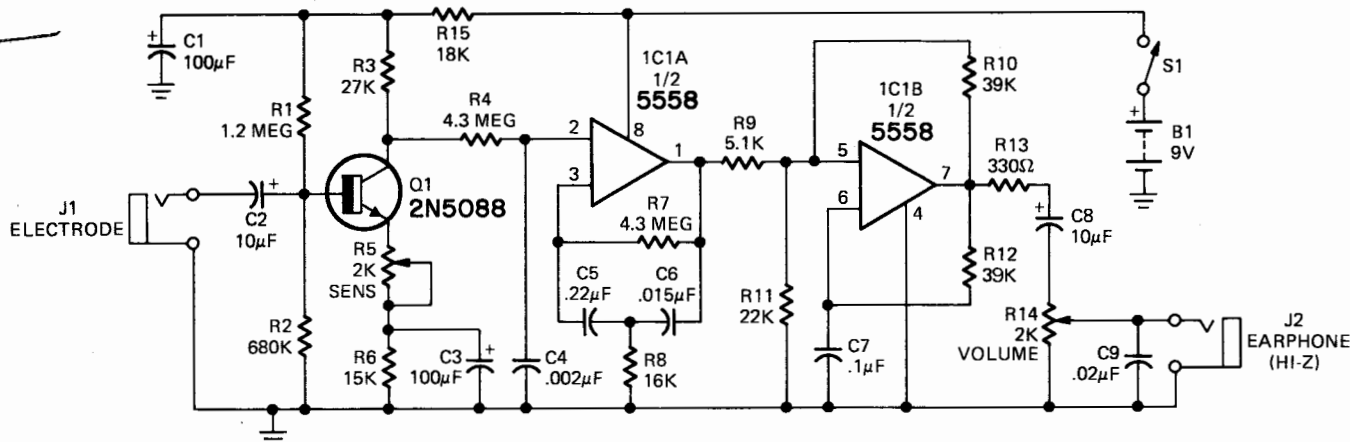 +
C1
100µF
R1
1.2 MEG
R3
27K
R15
18K
R4
4.3 MEG
1C1A
1/2
5558
2
3
8
1
R9
5.1K
1C1B
1/2
5558
5
6
7
4
R10
39K
R13
330Ω
S1
+
B1
9V
J1
ELECTRODE
+
C2
10µF
Q1
2N5088
R5
2K
SENS
R7
4.3 MEG
C5
.22µF
C6
.015µF
R11
22K
R12
39K
+
C8
10µF
R2
680K
R6
15K
+
C3
100µF
C4
.002µF
R8
16K
C7
.1µF
R14
2K
VOLUME
C9
.02µF
J2
EARPHONE
(HI-Z)